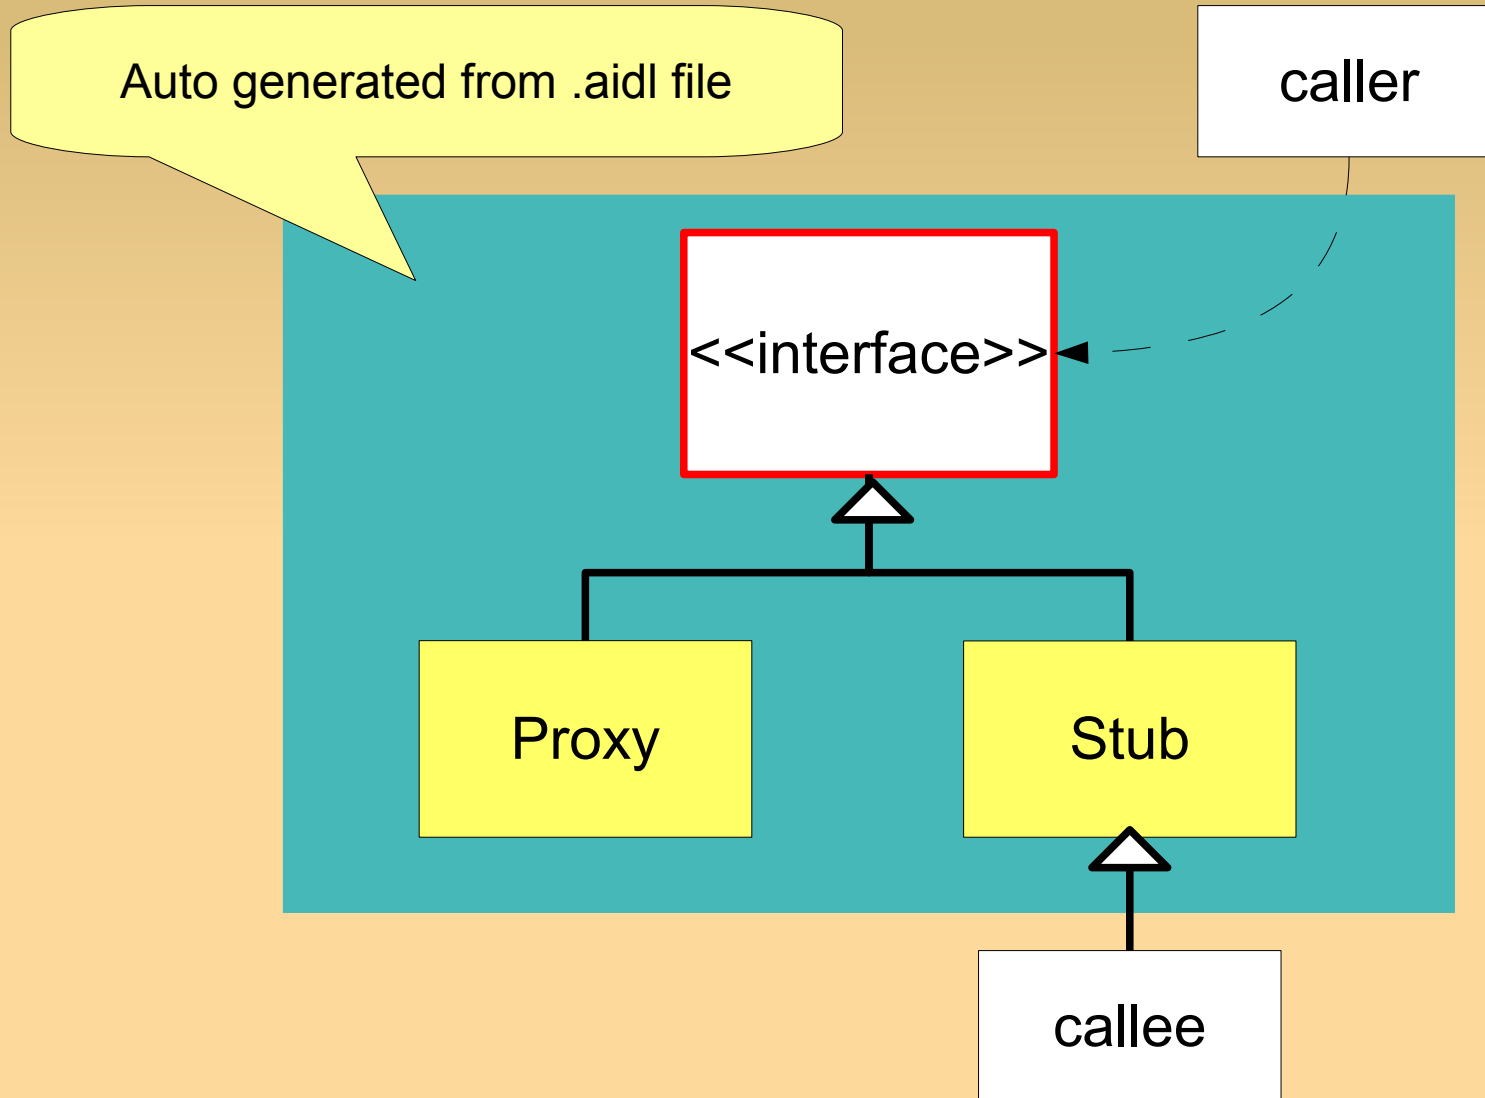 Auto generated from .aidl file
caller
<<interface>>
Proxy
Stub
callee